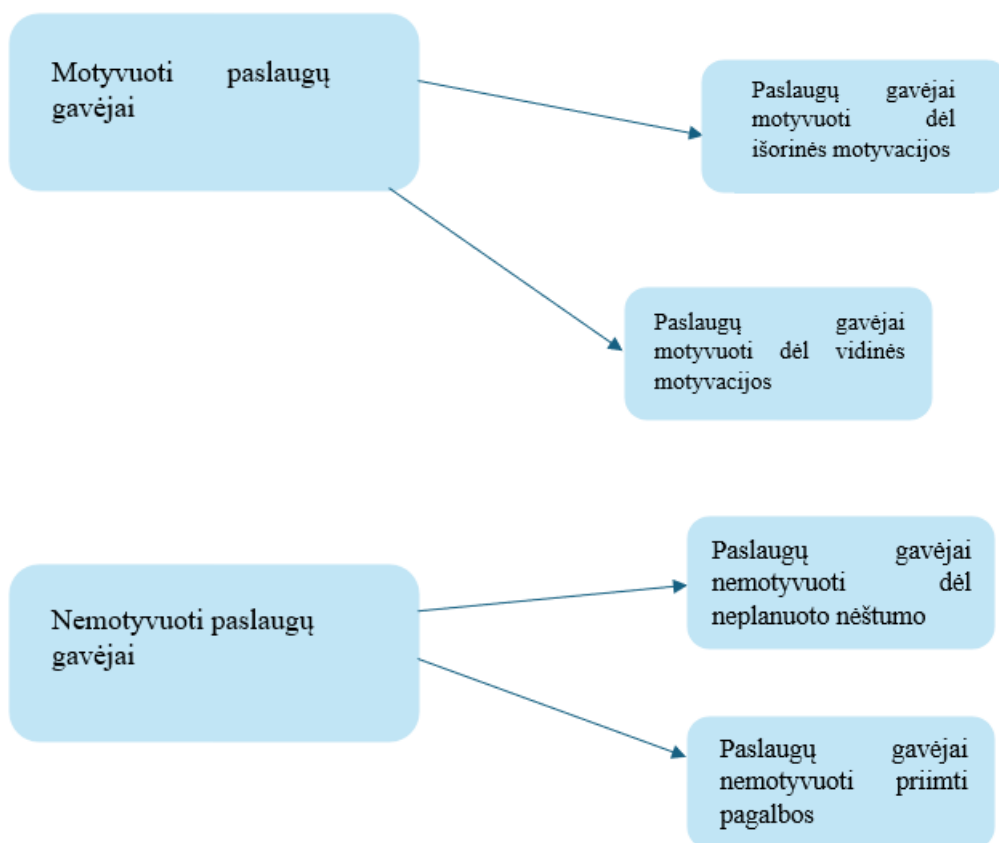 Motyvuoti paslaugų
gavėjai
Paslaugų gavėjai
motyvuoti dėl
išorinės motyvacijos
Paslaugų gavėjai
motyvuoti dėl vidinės
motyvacijos
Nemotyvuoti paslaugų
gavėjai
Paslaugų gavėjai
nemotyvuoti dėl
neplanuoto nėštumo
Paslaugų gavėjai
nemotyvuoti priimti
pagalbos